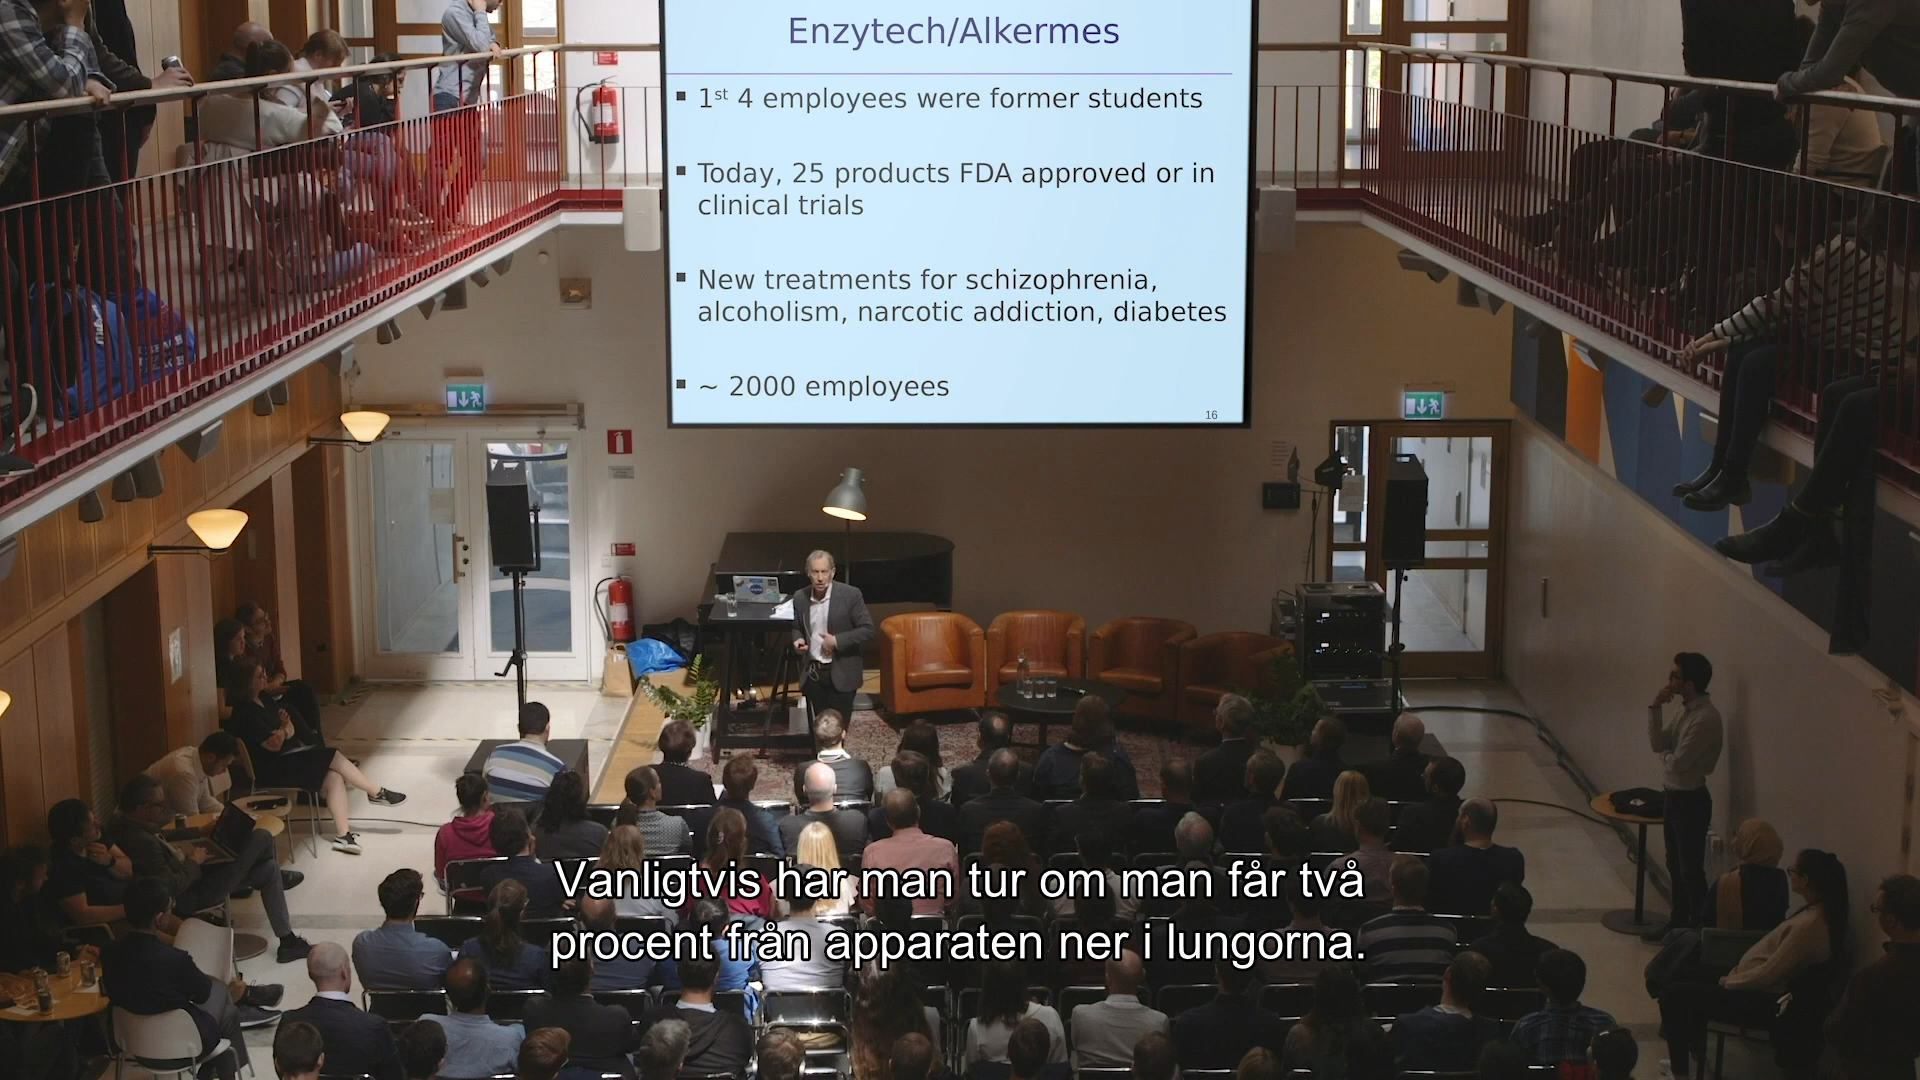 Enzytech/Alkermes
▪ 1st 4 employees were former students
▪ Today, 25 products FDA approved or in
clinical trials
▪ New treatments for schizophrenia,
alcoholism, narcotic addiction, diabetes
▪ ~ 2000 employees
16
Vanligtvis har man tur om man får två
procent från apparaten ner i lungorna.